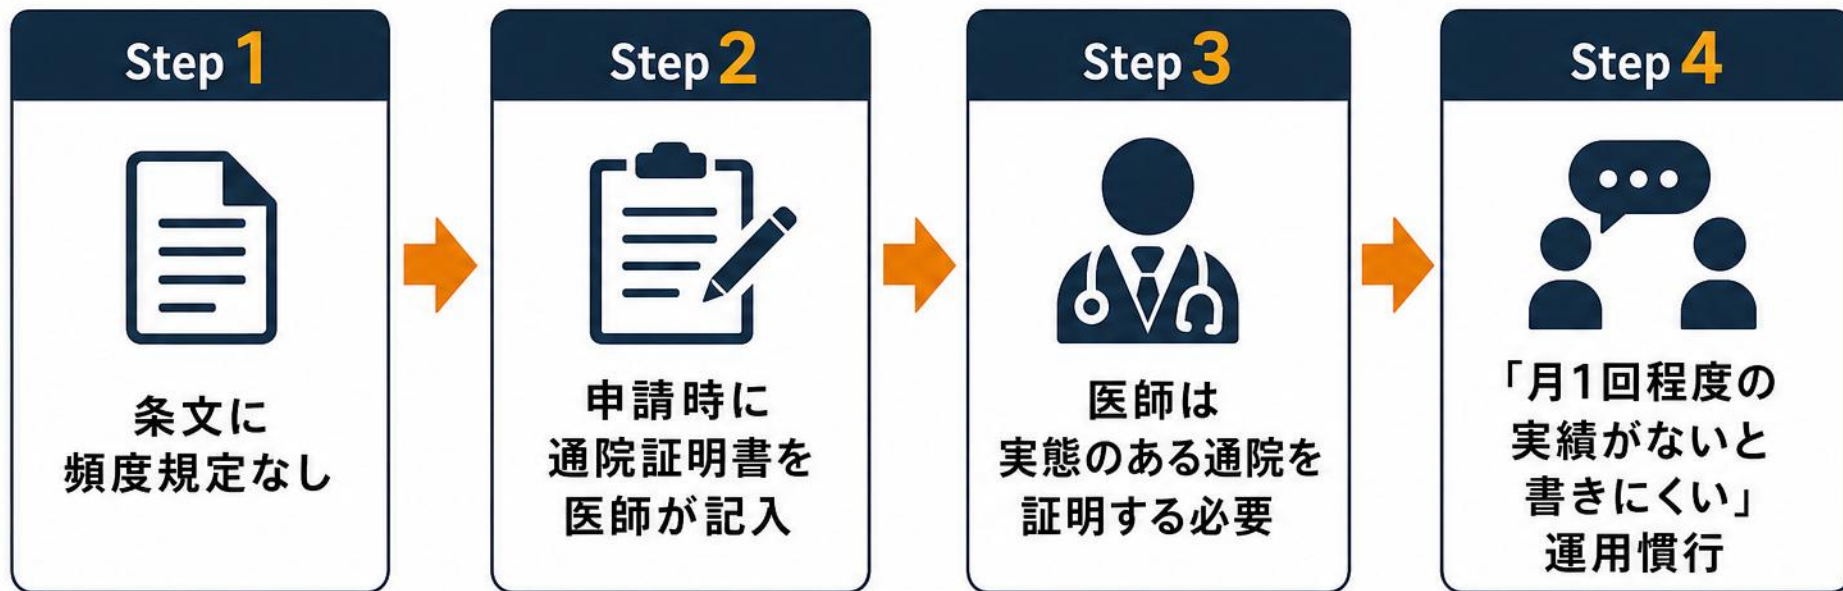 Step 1
条文に
頻度規定なし
Step 2
申請時に
通院証明書を
医師が記入
Step 3
医師は
実態のある通院を
証明する必要
Step 4
「月1回程度の
実績がないと
書きにくい」
運用慣行